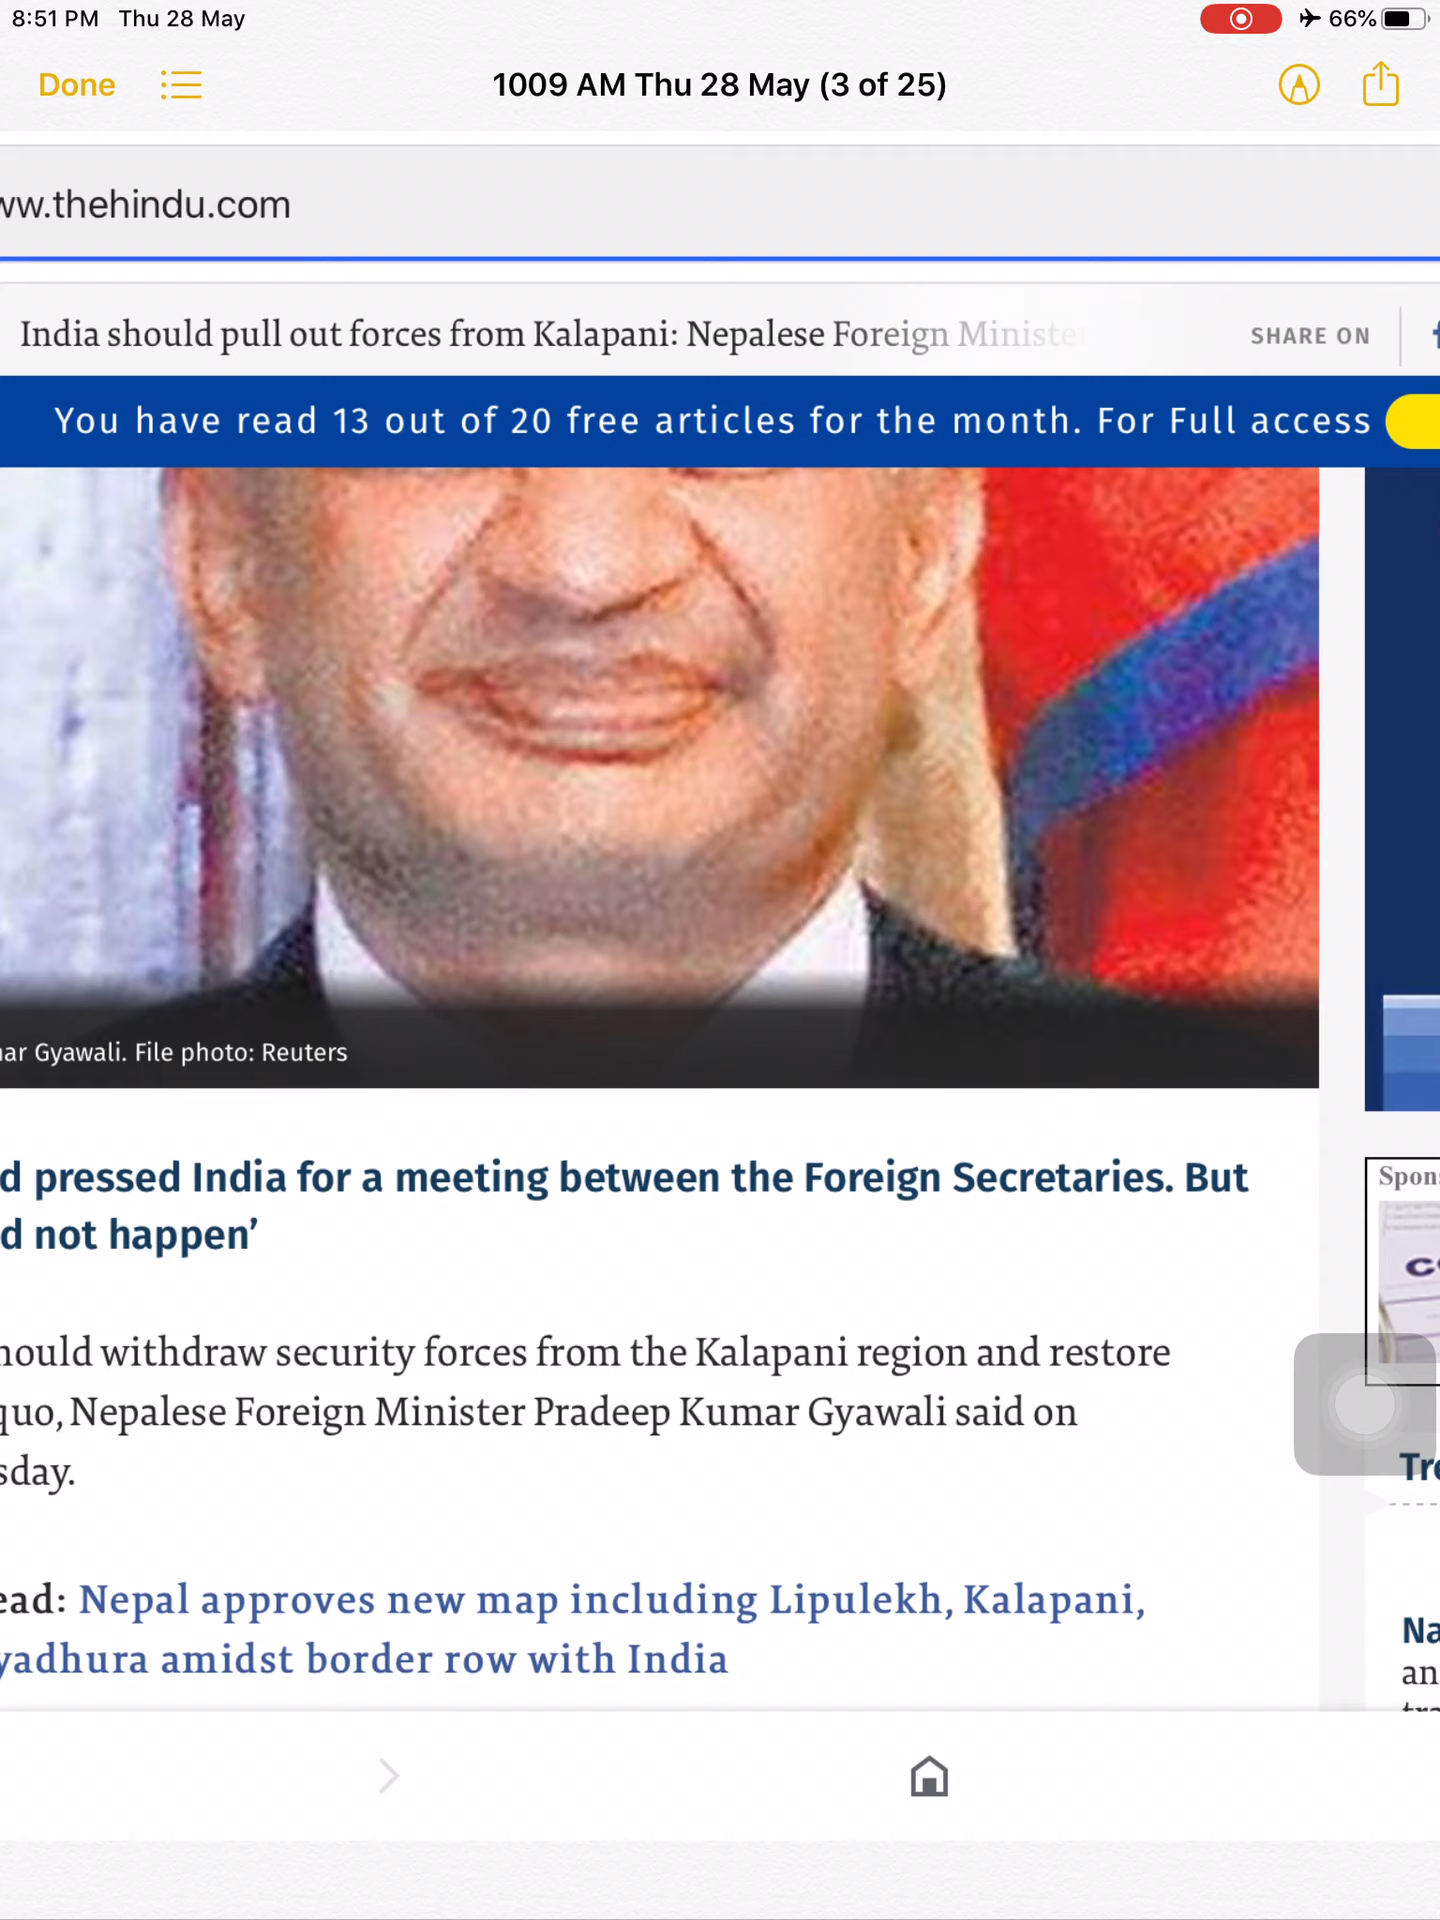 8:51 PM Thu 28 May
66%
Done
1009 AM Thu 28 May (3 of 25)
ww.thehindu.com
India should pull out forces from Kalapani: Nepalese Foreign Minister
SHARE ON
You have read 13 out of 20 free articles for the month. For Full access
ar Gyawali. File photo: Reuters
d pressed India for a meeting between the Foreign Secretaries. But
d not happen’
Spons
hould withdraw security forces from the Kalapani region and restore
quo, Nepalese Foreign Minister Pradeep Kumar Gyawali said on
sday.
Tre
ead: Nepal approves new map including Lipulekh, Kalapani,
yadhura amidst border row with India
Na
an